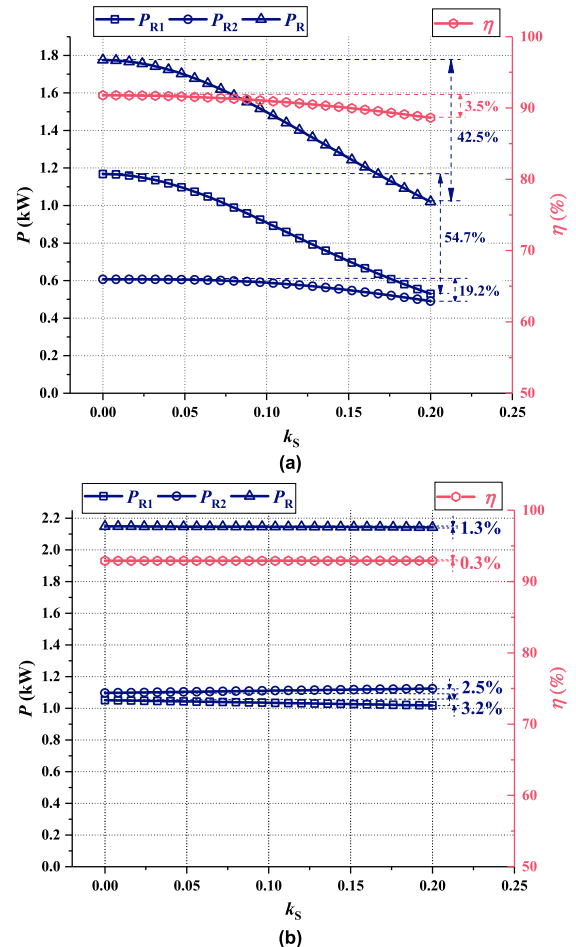 P_R1 P_R2 P_R η
1.8 100
1.6 90
3.5%
1.4 42.5%
1.2 80
1.0
54.7%
0.8 70
0.6 19.2%
0.4 60
0.2
0.0 50
P (kW)
η (%)
0.00 0.05 0.10 0.15 0.20 0.25
k_S
(a)
P_R1 P_R2 P_R η
2.2 100
1.3%
2.0
1.8 0.3%
90
1.6
1.4 80
1.2
2.5%
1.0 3.2%
70
0.8
0.6
0.4 60
0.2
0.0 50
P (kW)
η (%)
0.00 0.05 0.10 0.15 0.20 0.25
k_S
(b)